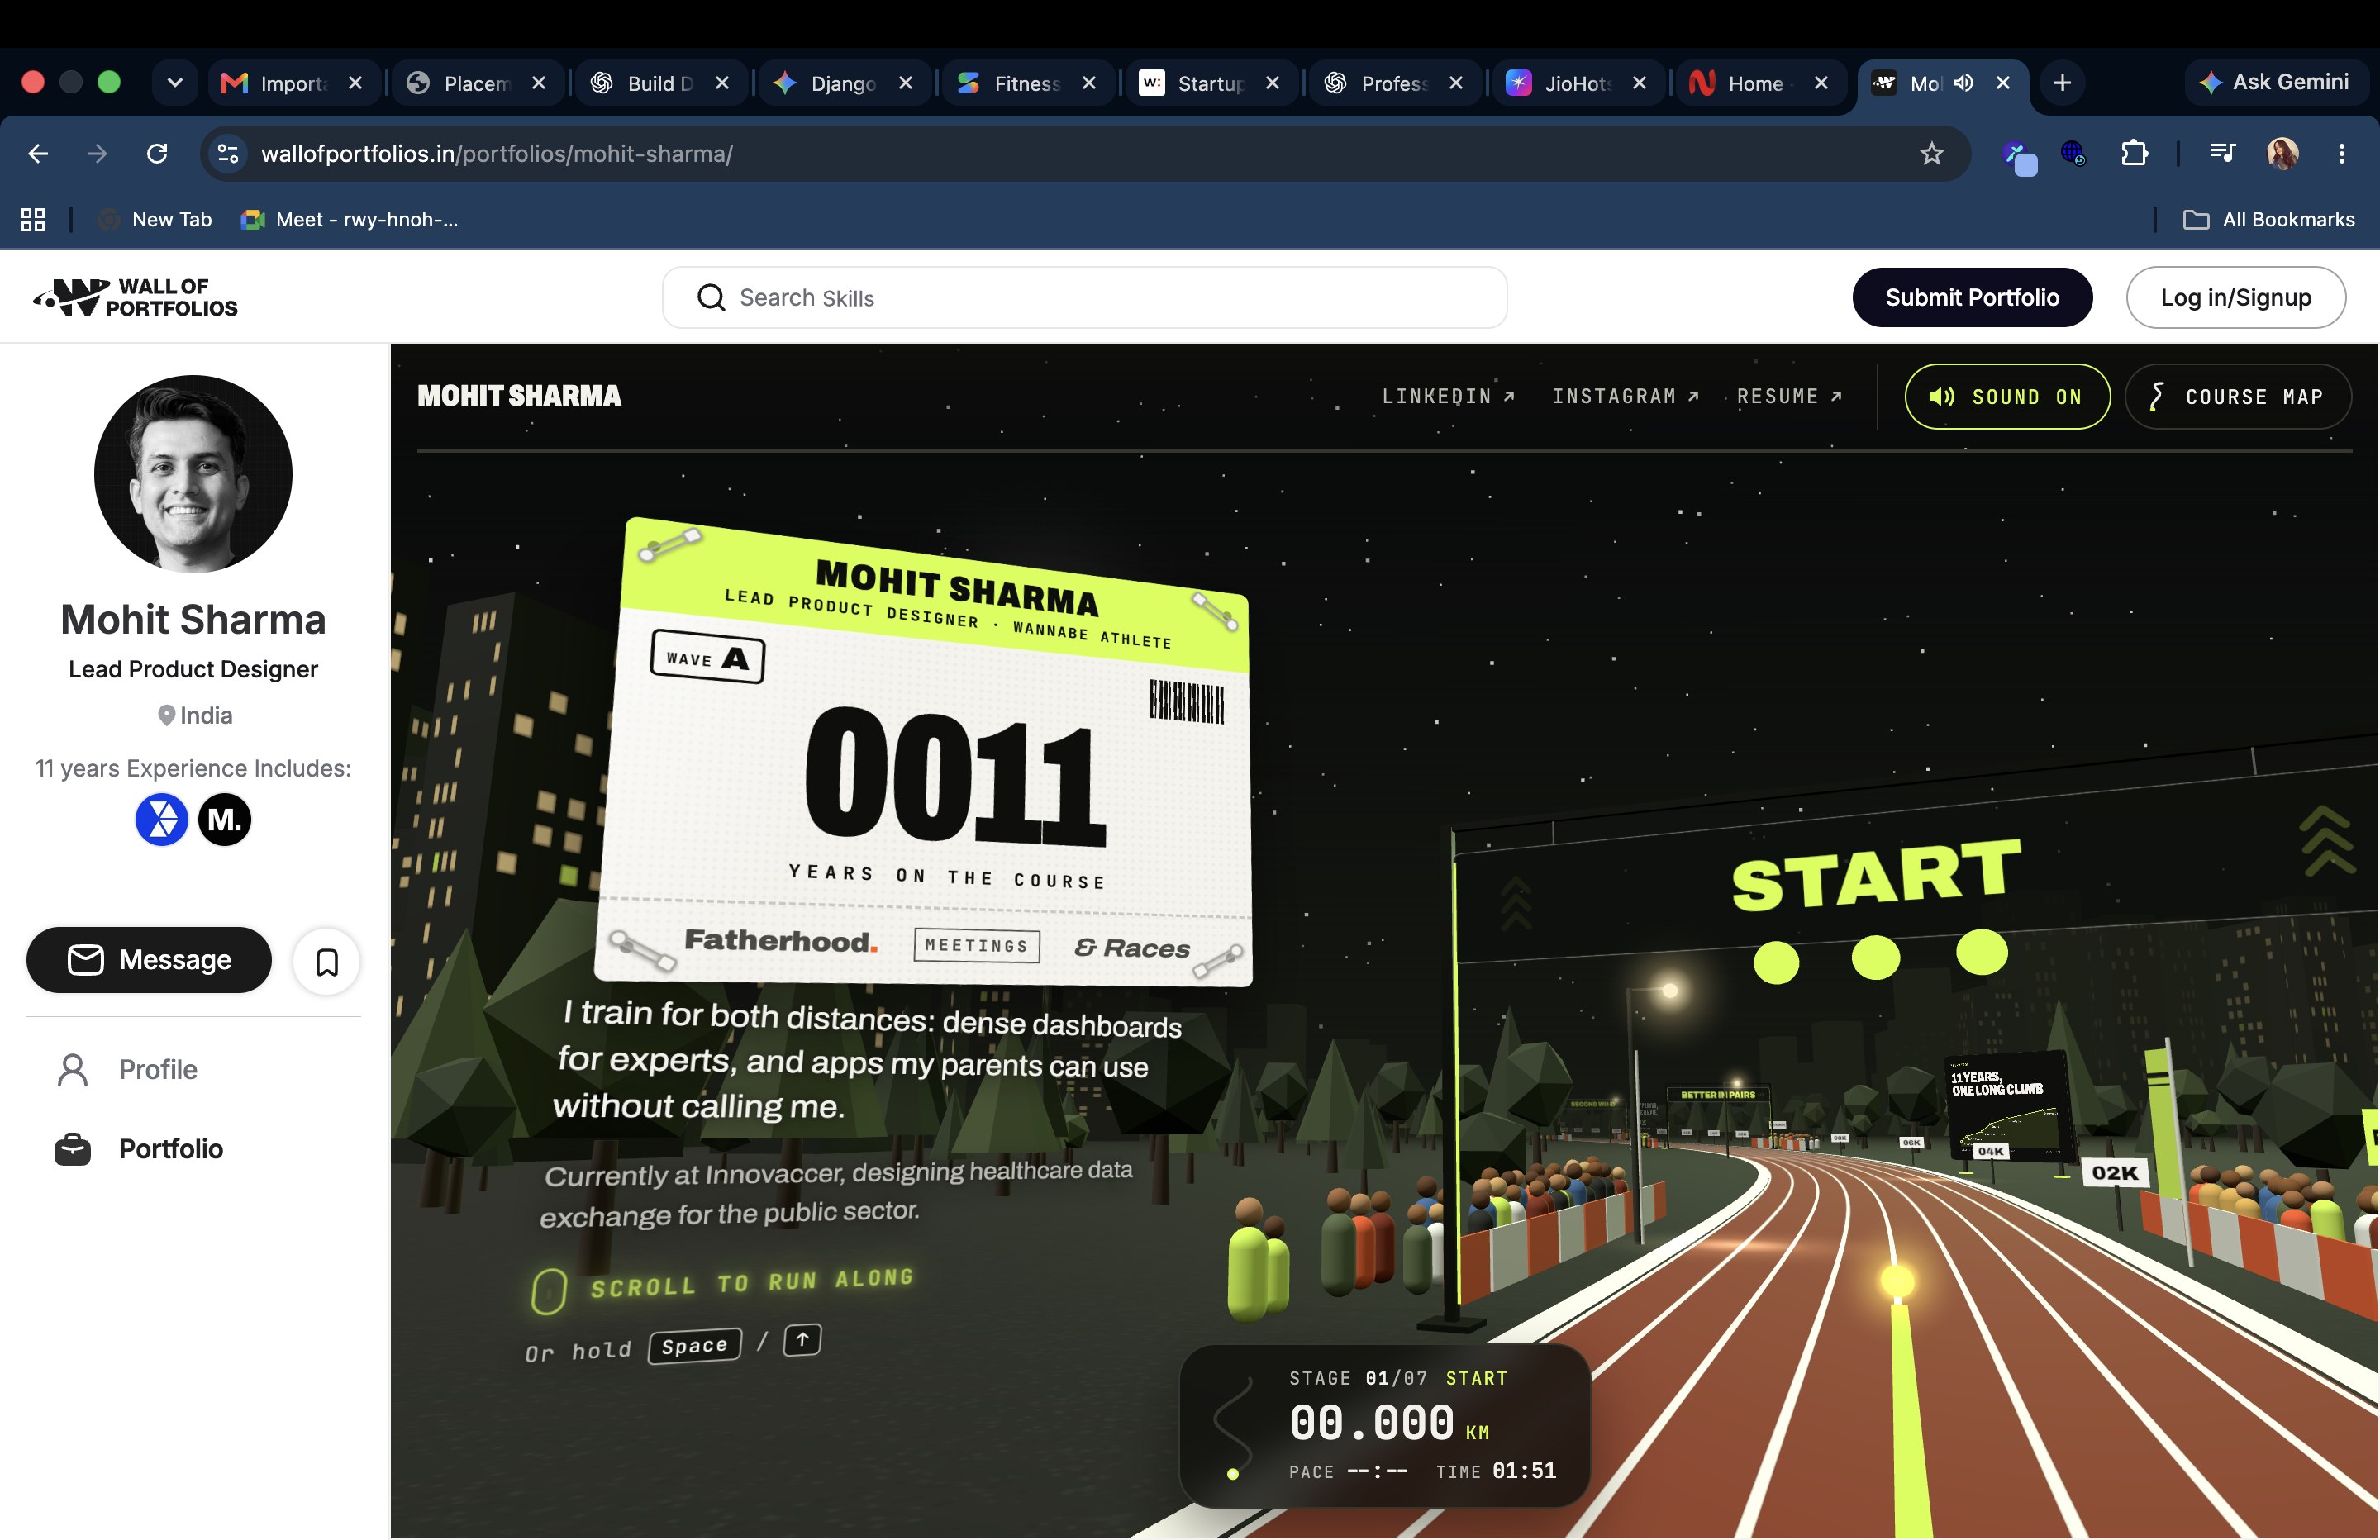 Importa
Placem
Build D
Django
Fitness
w:
Startup
Profess
JioHots
Home
Mol
Ask Gemini
wallofportfolios.in/portfolios/mohit-sharma/
New Tab
Meet - rwy-hnoh-...
All Bookmarks
WALL OF
PORTFOLIOS
Search Skills
Submit Portfolio
Log in/Signup
Mohit Sharma
Lead Product Designer
India
11 years Experience Includes:
M.
Message
Profile
Portfolio
MOHIT SHARMA
LINKEDIN ↗
INSTAGRAM ↗
RESUME ↗
SOUND ON
COURSE MAP
MOHIT SHARMA
LEAD PRODUCT DESIGNER · WANNABE ATHLETE
WAVE A
0011
YEARS ON THE COURSE
Fatherhood.
MEETINGS
& Races
I train for both distances: dense dashboards
for experts, and apps my parents can use
without calling me.
Currently at Innovaccer, designing healthcare data
exchange for the public sector.
SCROLL TO RUN ALONG
Or hold Space / ↑
START
SECOND WIND
BETTER IN PAIRS
11 YEARS,
ONE LONG CLIMB
08K
06K
04K
02K
STAGE 01/07 START
00.000 KM
PACE --:-- TIME 01:51